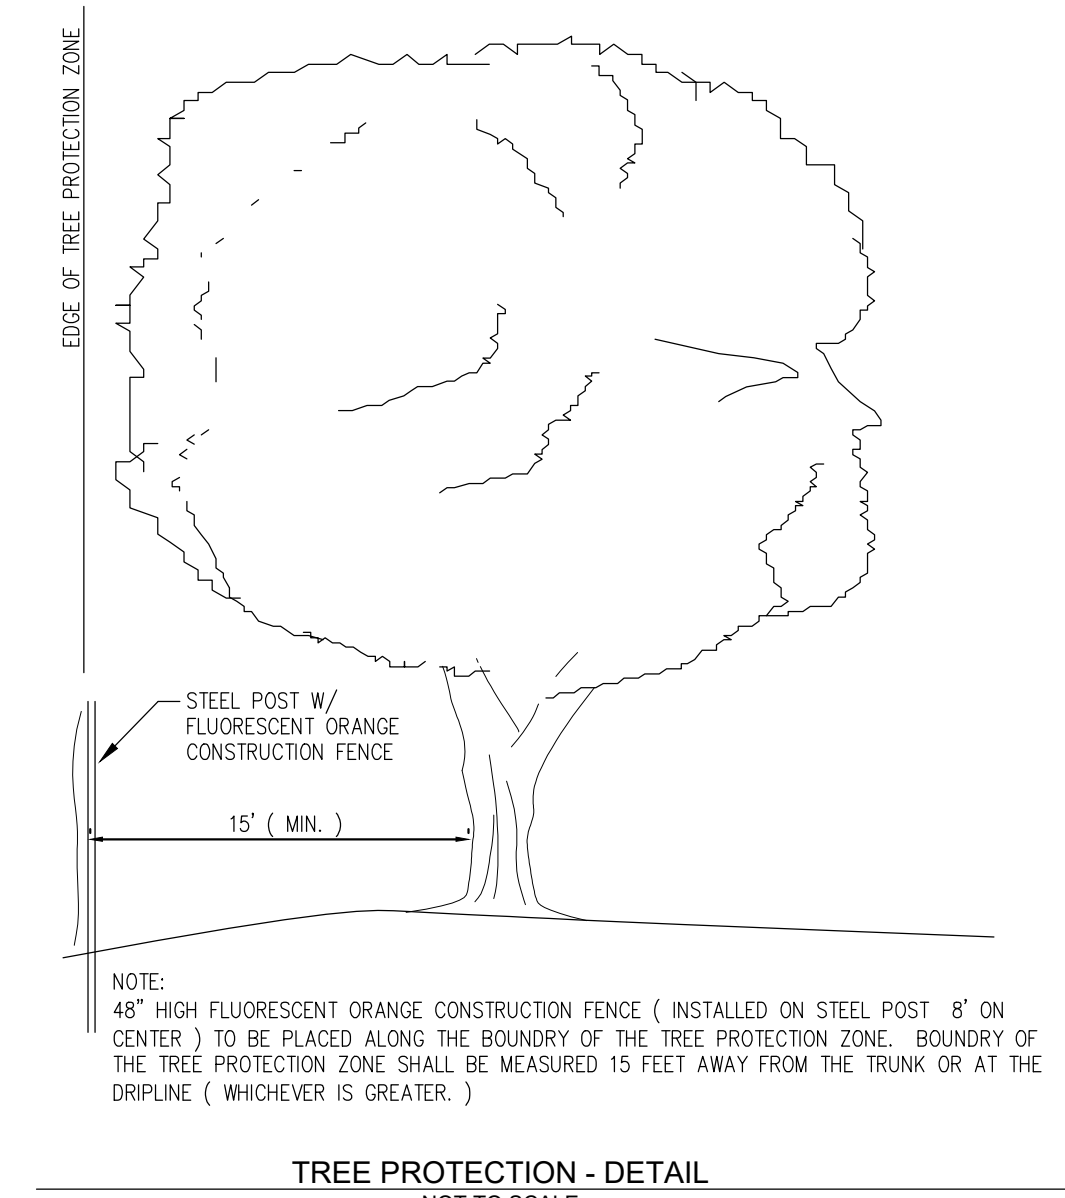 EDGE OF TREE PROTECTION ZONE
STEEL POST W/
FLUORESCENT ORANGE
CONSTRUCTION FENCE
15' ( MIN. )
NOTE:
48" HIGH FLUORESCENT ORANGE CONSTRUCTION FENCE ( INSTALLED ON STEEL POST 8' ON
CENTER ) TO BE PLACED ALONG THE BOUNDRY OF THE TREE PROTECTION ZONE. BOUNDRY OF
THE TREE PROTECTION ZONE SHALL BE MEASURED 15 FEET AWAY FROM THE TRUNK OR AT THE
DRIPLINE ( WHICHEVER IS GREATER. )
TREE PROTECTION - DETAIL
NOT TO SCALE